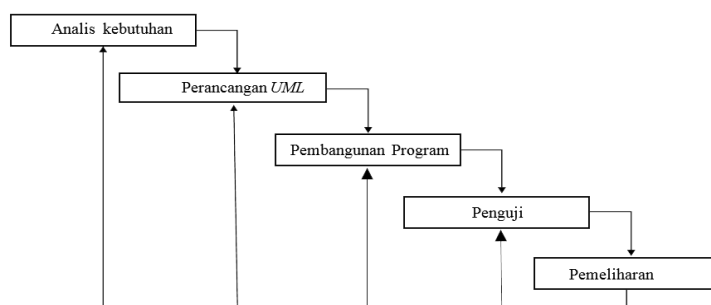 Analis kebutuhan
Perancangan UML
Pembangunan Program
Penguji
Pemeliharan